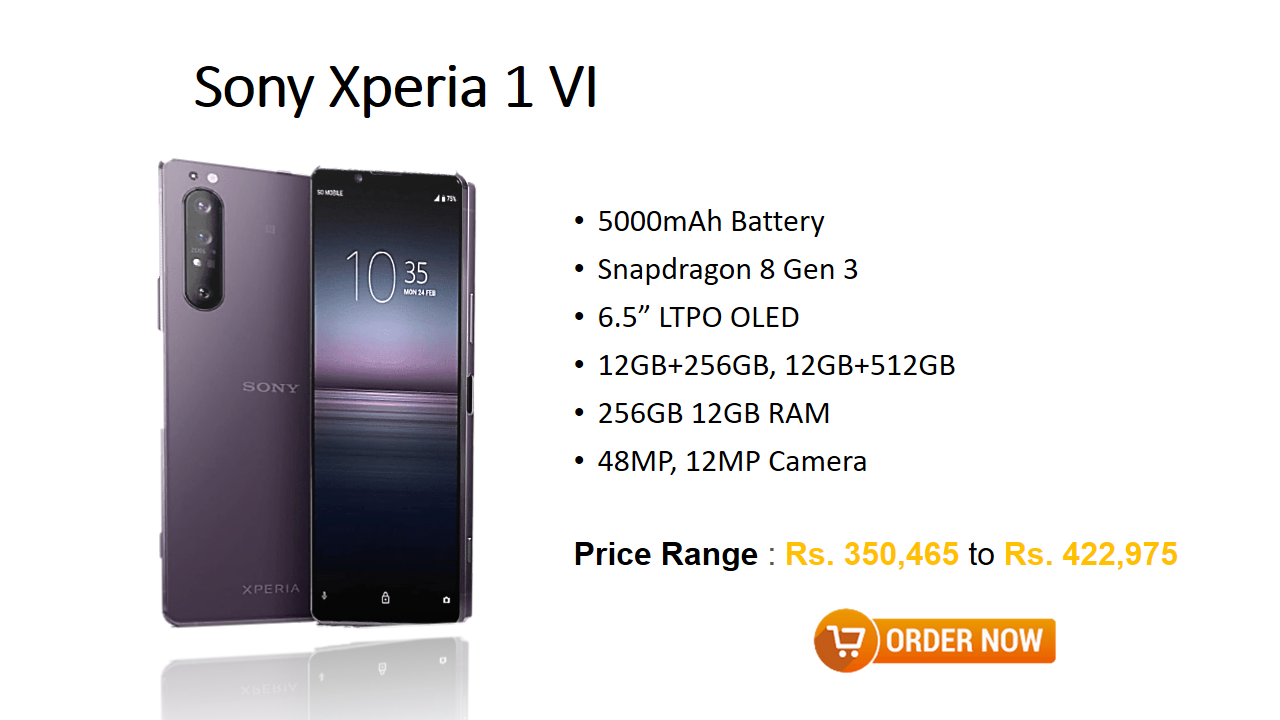 Sony Xperia 1 VI
5G MOBILE
75%
10 35
MON 24 FEB
SONY
XPERIA
• 5000mAh Battery
• Snapdragon 8 Gen 3
• 6.5” LTPO OLED
• 12GB+256GB, 12GB+512GB
• 256GB 12GB RAM
• 48MP, 12MP Camera
Price Range : Rs. 350,465 to Rs. 422,975
ORDER NOW